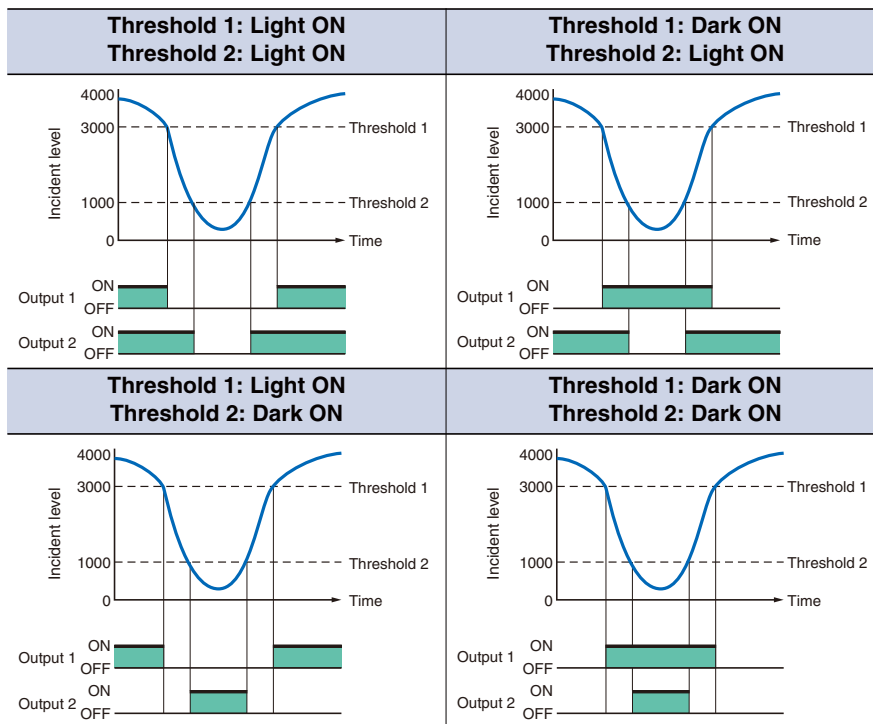 Threshold 1: Light ON
Threshold 2: Light ON
4000
3000
1000
0
Incident level
Threshold 1
Threshold 2
Time
Output 1
ON
OFF
Output 2
ON
OFF
Threshold 1: Dark ON
Threshold 2: Light ON
4000
3000
1000
0
Incident level
Threshold 1
Threshold 2
Time
Output 1
ON
OFF
Output 2
ON
OFF
Threshold 1: Light ON
Threshold 2: Dark ON
4000
3000
1000
0
Incident level
Threshold 1
Threshold 2
Time
Output 1
ON
OFF
Output 2
ON
OFF
Threshold 1: Dark ON
Threshold 2: Dark ON
4000
3000
1000
0
Incident level
Threshold 1
Threshold 2
Time
Output 1
ON
OFF
Output 2
ON
OFF